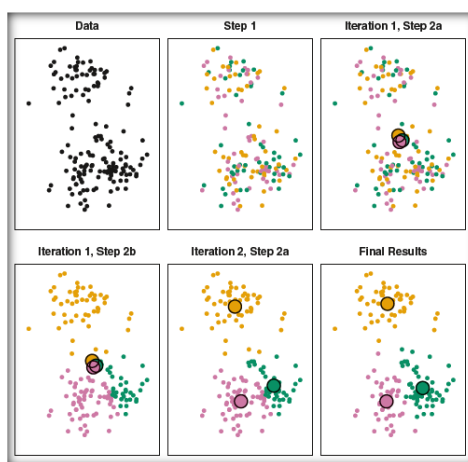 Data
Step 1
Iteration 1, Step 2a
Iteration 1, Step 2b
Iteration 2, Step 2a
Final Results